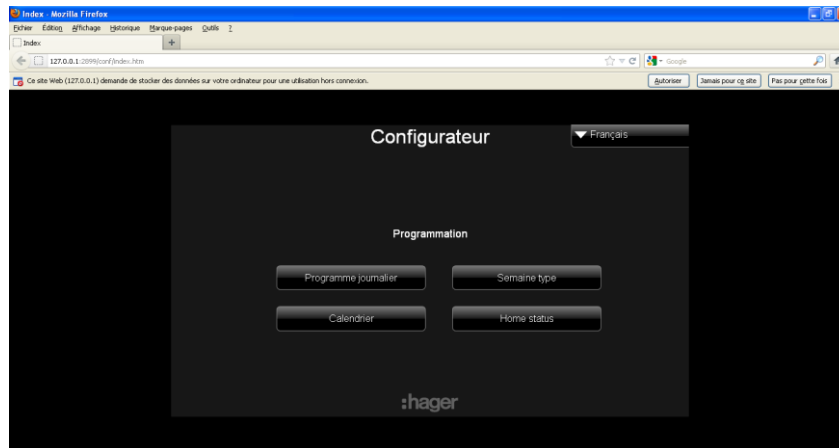 Index - Mozilla Firefox
Fichier Édition Affichage Historique Marque-pages Outils ?
Index +
127.0.0.1:2099/conf/index.htm Google
Ce site Web (127.0.0.1) demande de stocker des données sur votre ordinateur pour une utilisation hors connexion. Autoriser Jamais pour ce site Pas pour cette fois
Configurateur Français
Programmation
Programme journalier Semaine type
Calendrier Home status
:hager